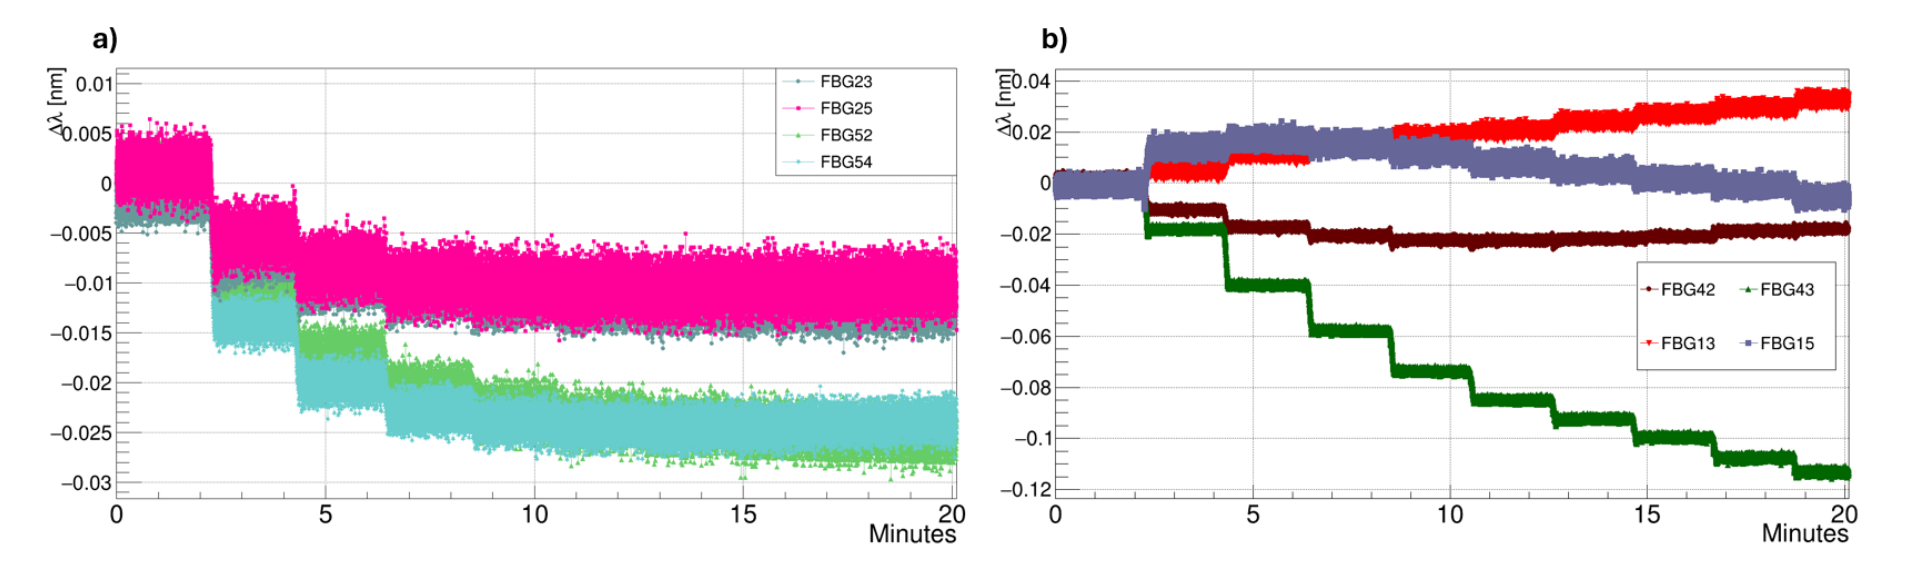 a)
Δλ [nm]
0.01
0.005
0
−0.005
−0.01
−0.015
−0.02
−0.025
−0.03
0 5 10 15 20
Minutes
FBG23
FBG25
FBG52
FBG54
b)
Δλ [nm]
0.04
0.02
0
−0.02
−0.04
−0.06
−0.08
−0.1
−0.12
0 5 10 15 20
Minutes
FBG42 FBG43
FBG13 FBG15